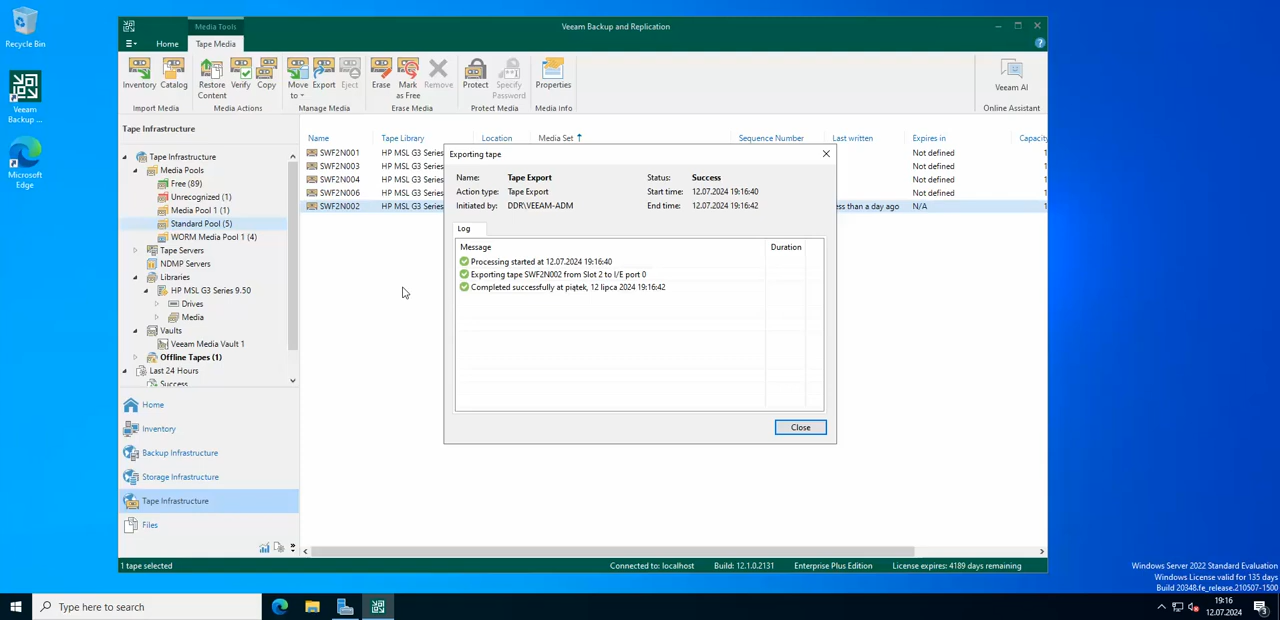 Recycle Bin
Veeam
Backup ...
Microsoft
Edge
Media Tools
Veeam Backup and Replication
Home
Tape Media
Inventory
Catalog
Import Media
Restore
Content
Verify
Copy
Media Actions
Move
to
Export
Eject
Manage Media
Erase
Mark
as Free
Remove
Erase Media
Protect
Specify
Password
Protect Media
Properties
Media Info
Veeam AI
Online Assistant
Tape Infrastructure
Tape Infrastructure
Media Pools
Free (89)
Unrecognized (1)
Media Pool 1 (1)
Standard Pool (5)
WORM Media Pool 1 (4)
Tape Servers
NDMP Servers
Libraries
HP MSL G3 Series 9.50
Drives
Media
Vaults
Veeam Media Vault 1
Offline Tapes (1)
Last 24 Hours
Success
Home
Inventory
Backup Infrastructure
Storage Infrastructure
Tape Infrastructure
Files
Name Tape Library Location Media Set Sequence Number Last written Expires in Capacity
SWF2N001 HP MSL G3 Series Not defined 1
SWF2N003 HP MSL G3 Series Not defined 1
SWF2N004 HP MSL G3 Series Not defined 1
SWF2N006 HP MSL G3 Series Not defined 1
SWF2N002 HP MSL G3 Series ess than a day ago N/A 1
Exporting tape
Name: Tape Export Status: Success
Action type: Tape Export Start time: 12.07.2024 19:16:40
Initiated by: DDR\VEEAM-ADM End time: 12.07.2024 19:16:42
Log
Message Duration
Processing started at 12.07.2024 19:16:40
Exporting tape SWF2N002 from Slot 2 to I/E port 0
Completed successfully at piątek, 12 lipca 2024 19:16:42
Close
1 tape selected
Connected to: localhost
Build: 12.1.0.2131
Enterprise Plus Edition
License expires: 4189 days remaining
Windows Server 2022 Standard Evaluation
Windows License valid for 135 days
Build 20348.fe_release.210507-1500
Type here to search
19:16
12.07.2024
3